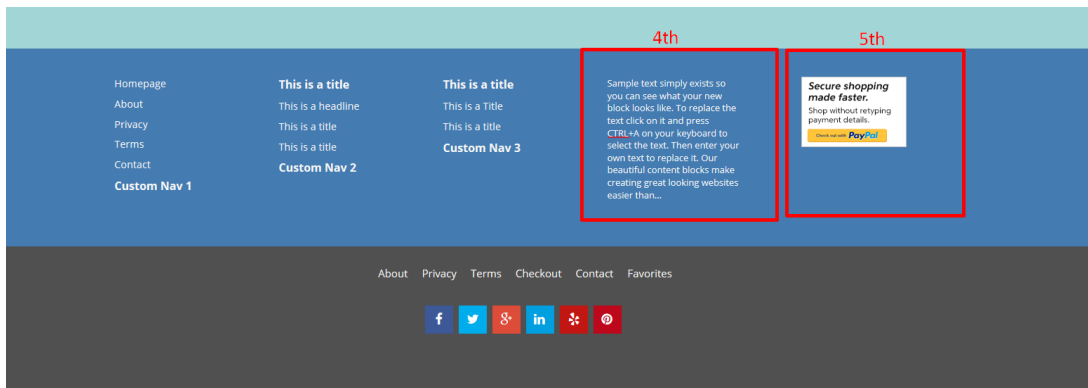 4th
5th
Homepage
About
Privacy
Terms
Contact
Custom Nav 1
This is a title
This is a headline
This is a title
This is a title
Custom Nav 2
This is a title
This is a Title
This is a title
Custom Nav 3
Sample text simply exists so
you can see what your new
block looks like. To replace the
text click on it and press
CTRL+A on your keyboard to
select the text. Then enter your
own text to replace it. Our
beautiful content blocks make
creating great looking websites
easier than...
Secure shopping
made faster.
Shop without retyping
payment details.
Check out with PayPal
About Privacy Terms Checkout Contact Favorites
f
g+
in